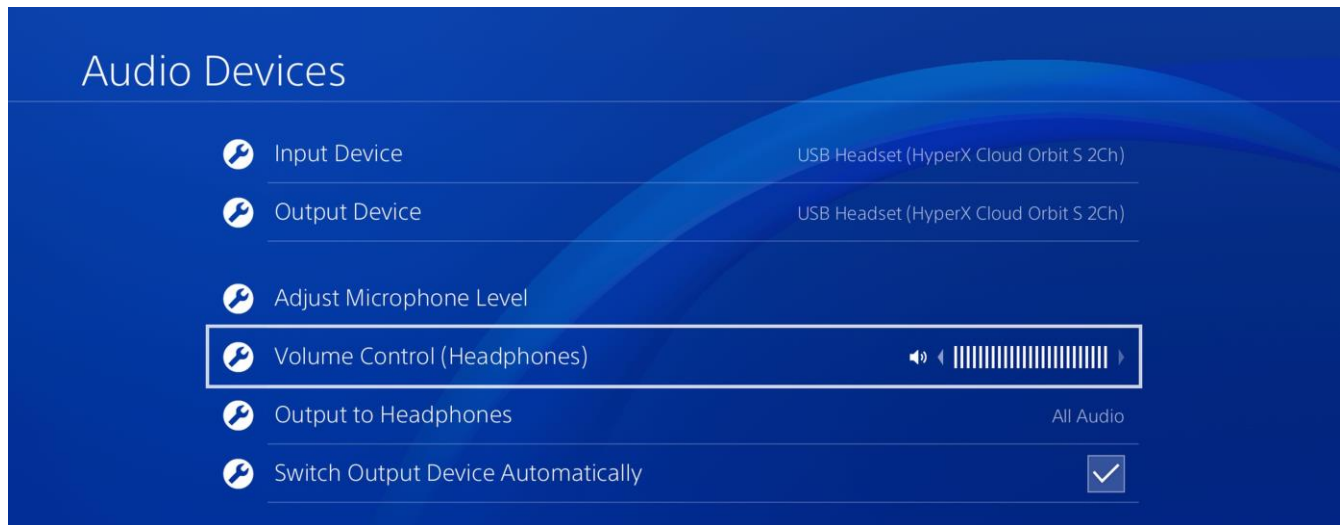 Audio Devices
Input Device USB Headset (HyperX Cloud Orbit S 2Ch)
Output Device USB Headset (HyperX Cloud Orbit S 2Ch)
Adjust Microphone Level
Volume Control (Headphones)
Output to Headphones All Audio
Switch Output Device Automatically